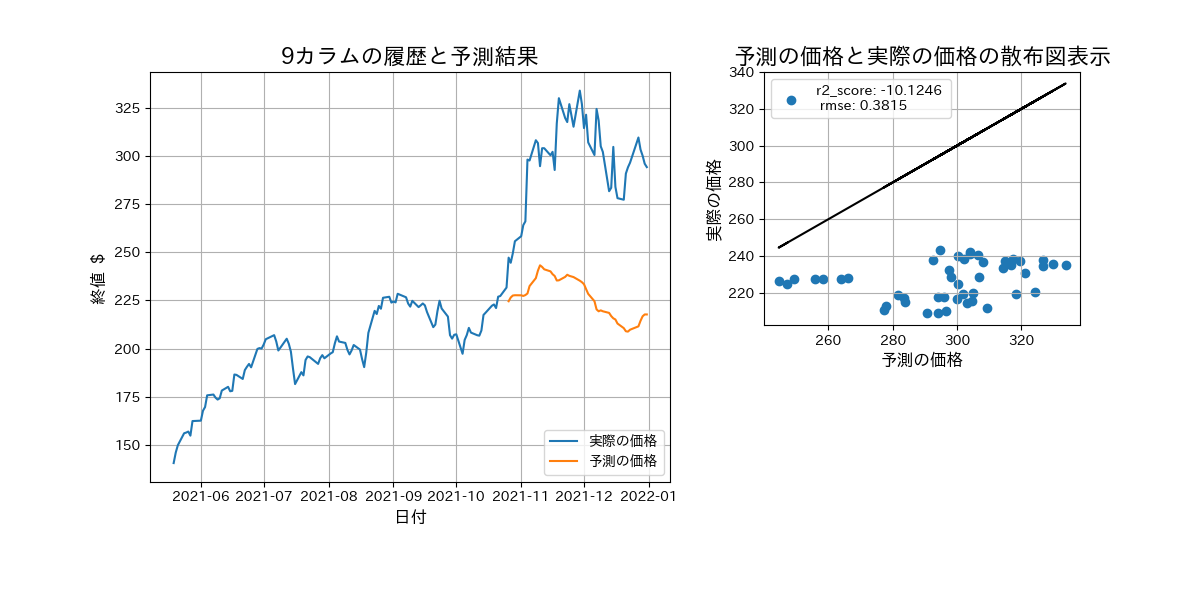 9カラムの履歴と予測結果
終値 $
325
300
275
250
225
200
175
150
2021-06 2021-07 2021-08 2021-09 2021-10 2021-11 2021-12 2022-01
日付
実際の価格
予測の価格
予測の価格と実際の価格の散布図表示
実際の価格
340
320
300
280
260
240
220
r2_score: -10.1246
rmse: 0.3815
260 280 300 320
予測の価格